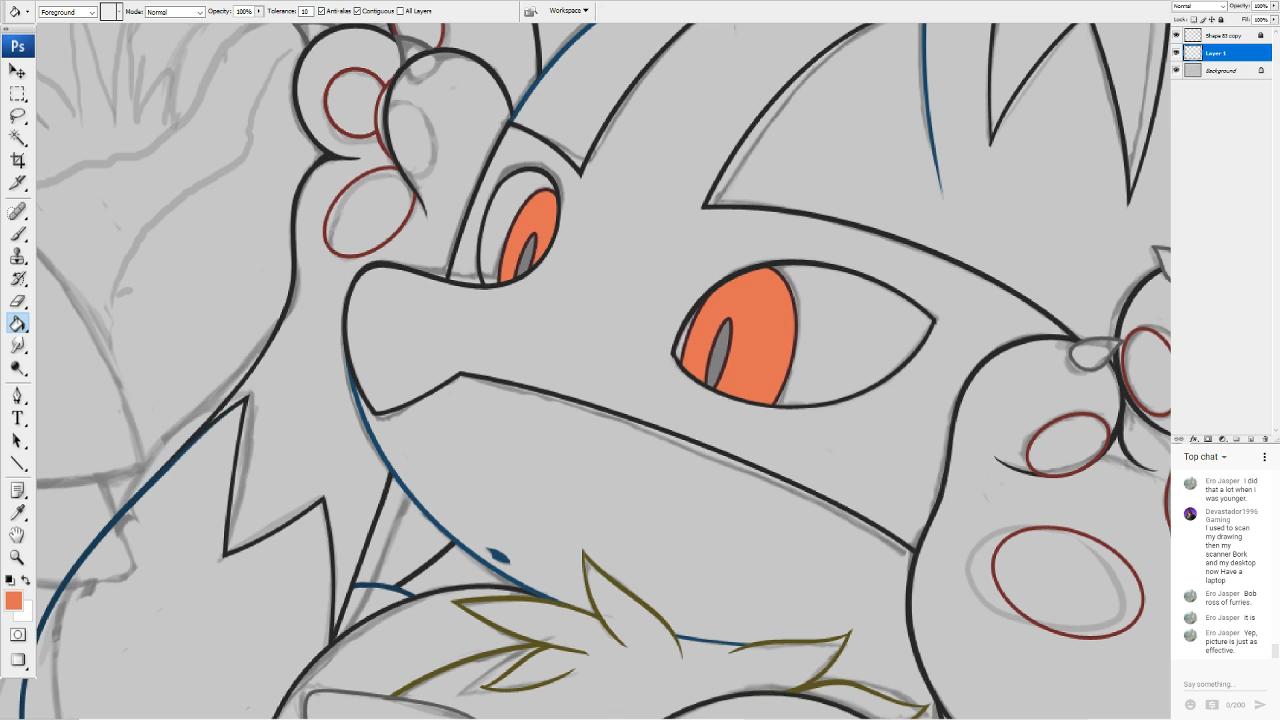 Foreground Mode: Normal Opacity: 100% Tolerance: 10 Anti-alias Contiguous All Layers Workspace
Normal Opacity: 100%
Lock: Fill: 100%
Ps
Shape 83 copy
Layer 1
Background
T
Top chat
Ero Jasper I did
that a lot when I
was younger.
Devastador1996
Gaming
I used to scan
my drawing
then my
scanner Bork
and my desktop
now Have a
laptop
Ero Jasper Bob
ross of furries.
Ero Jasper it is
Ero Jasper Yep,
picture is just as
effective.
Say something...
0/200